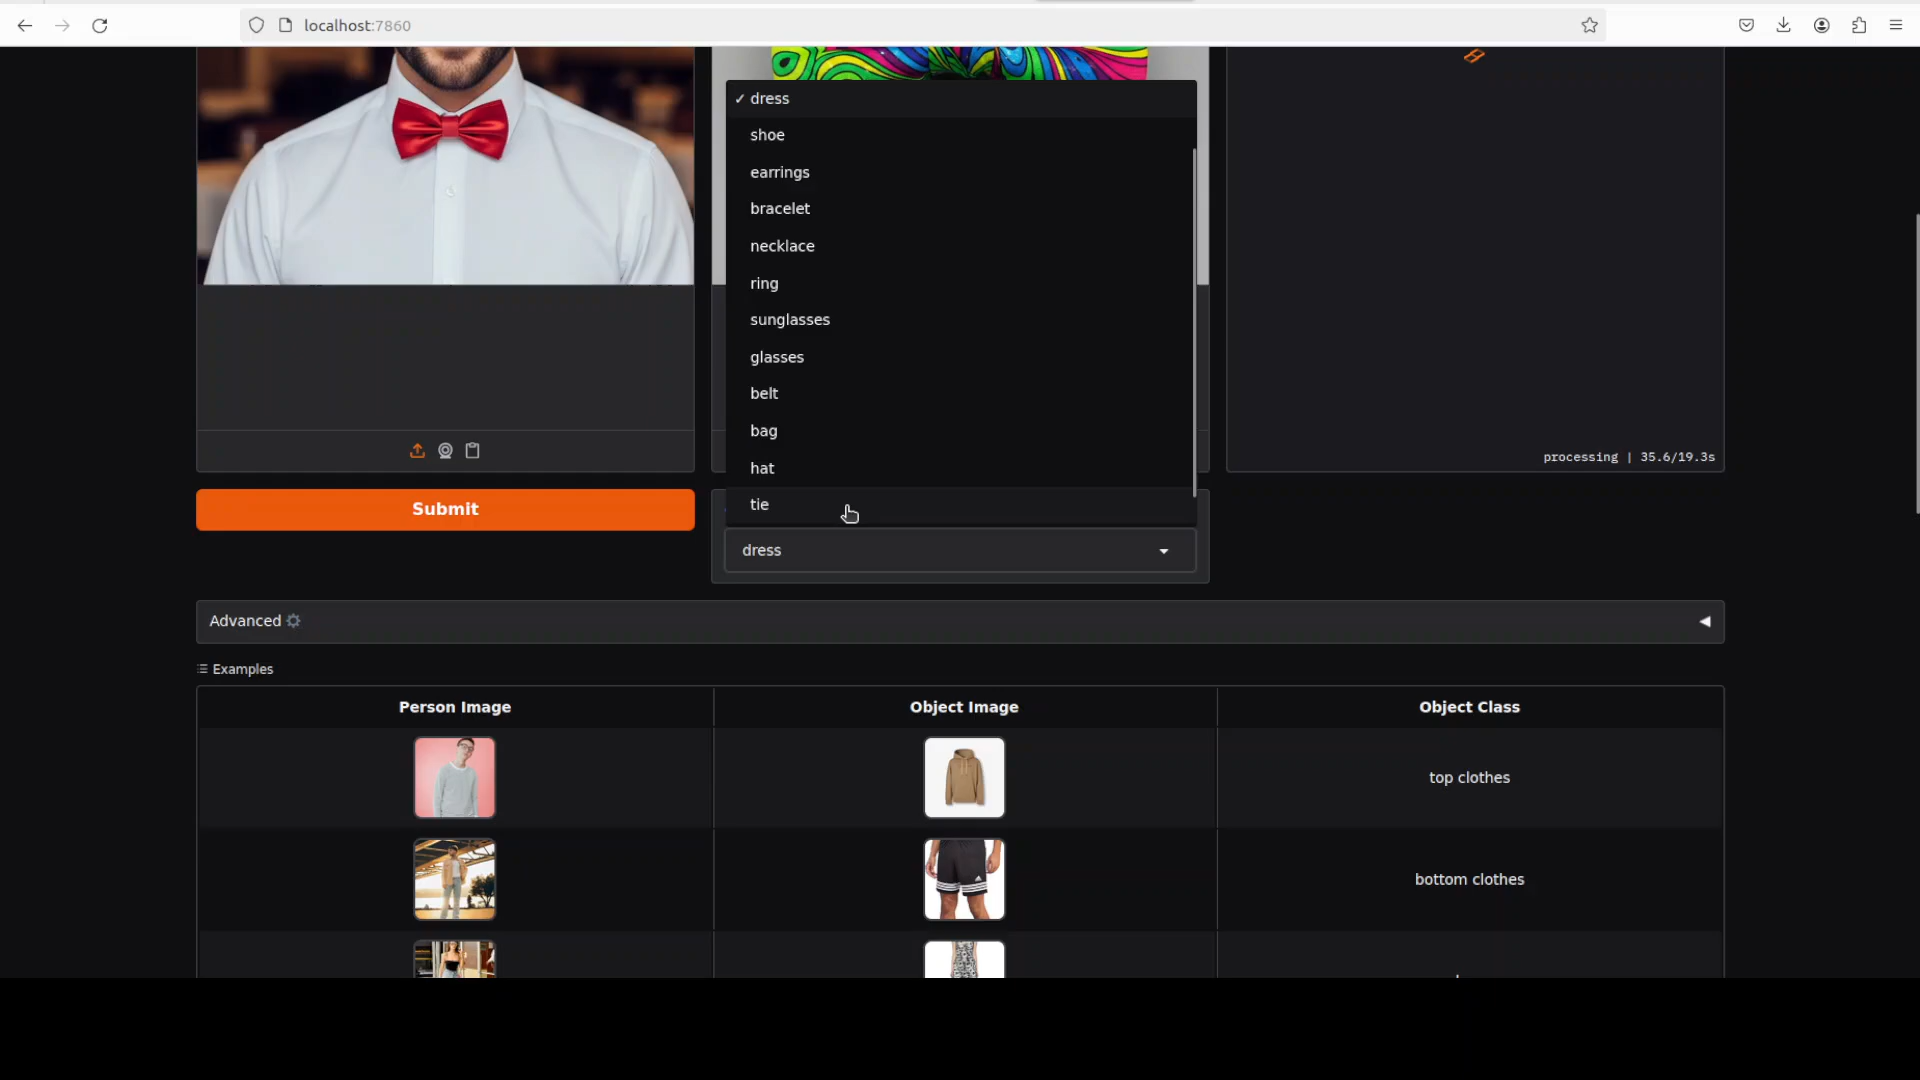 localhost:7860
✓ dress
shoe
earrings
bracelet
necklace
ring
sunglasses
glasses
belt
bag
hat
tie
processing | 35.6/19.3s
Submit
dress
Advanced
Examples
Person Image Object Image Object Class
top clothes
bottom clothes